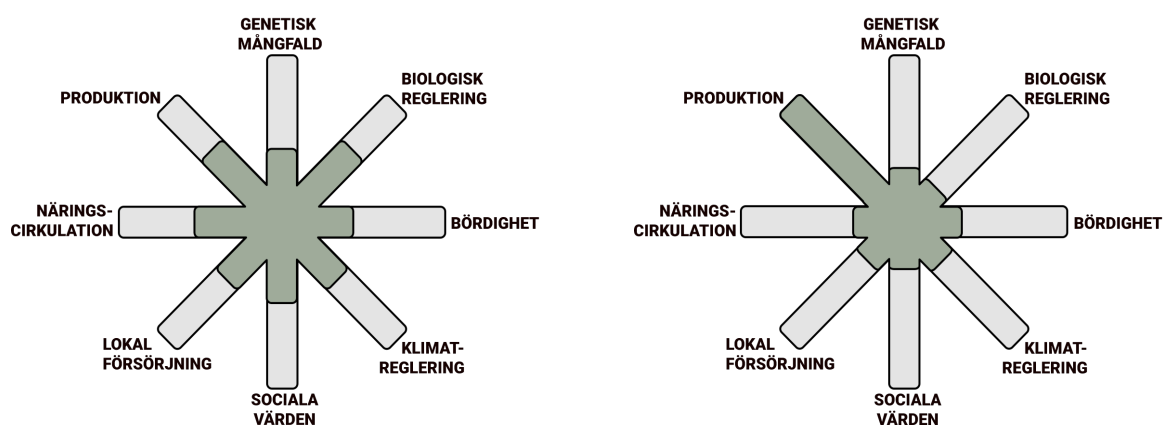 GENETISK
MÅNGFALD
BIOLOGISK
REGLERING
PRODUKTION
NÄRINGS-
CIRKULATION
BÖRDIGHET
LOKAL
FÖRSÖRJNING
KLIMAT-
REGLERING
SOCIALA
VÄRDEN
GENETISK
MÅNGFALD
BIOLOGISK
REGLERING
PRODUKTION
NÄRINGS-
CIRKULATION
BÖRDIGHET
LOKAL
FÖRSÖRJNING
KLIMAT-
REGLERING
SOCIALA
VÄRDEN